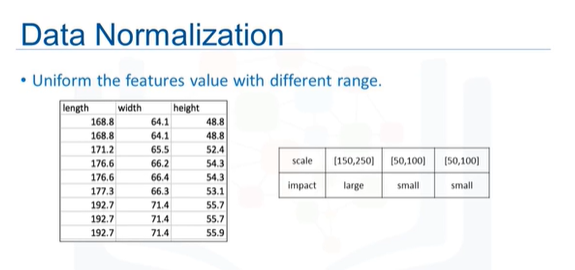 Data Normalization
• Uniform the features value with different range.
length width height
168.8 64.1 48.8
168.8 64.1 48.8
171.2 65.5 52.4
176.6 66.2 54.3
176.6 66.4 54.3
177.3 66.3 53.1
192.7 71.4 55.7
192.7 71.4 55.7
192.7 71.4 55.9
scale [150,250] [50,100] [50,100]
impact large small small